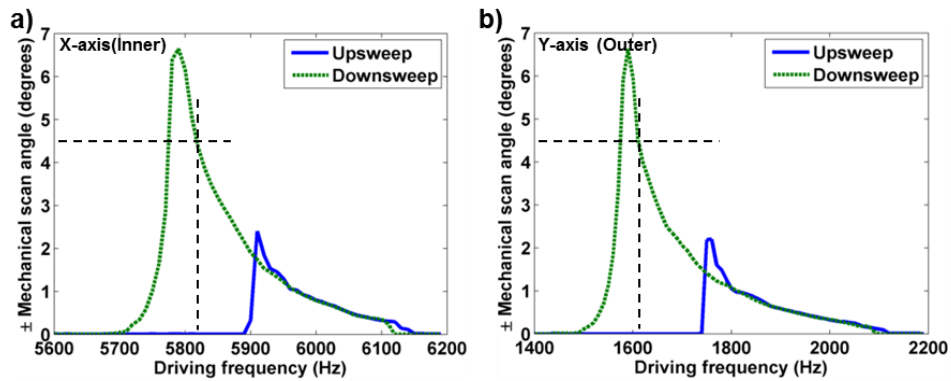 a)
X-axis(Inner)
Upsweep
Downsweep
± Mechanical scan angle (degrees)
7
6
5
4
3
2
1
0
5600 5700 5800 5900 6000 6100 6200
Driving frequency (Hz)
b)
Y-axis (Outer)
Upsweep
Downsweep
± Mechanical scan angle (degrees)
7
6
5
4
3
2
1
0
1400 1600 1800 2000 2200
Driving frequency (Hz)